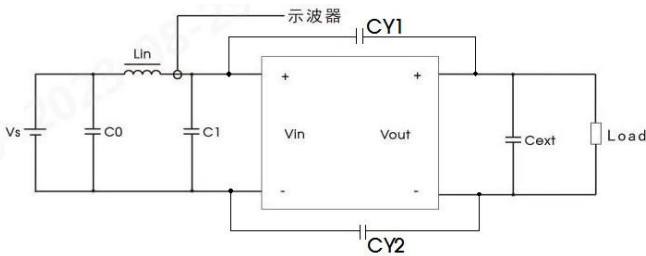 示波器
CY1
Lin
+ +
Vs C0 C1 Vin Vout Cext Load
- -
CY2